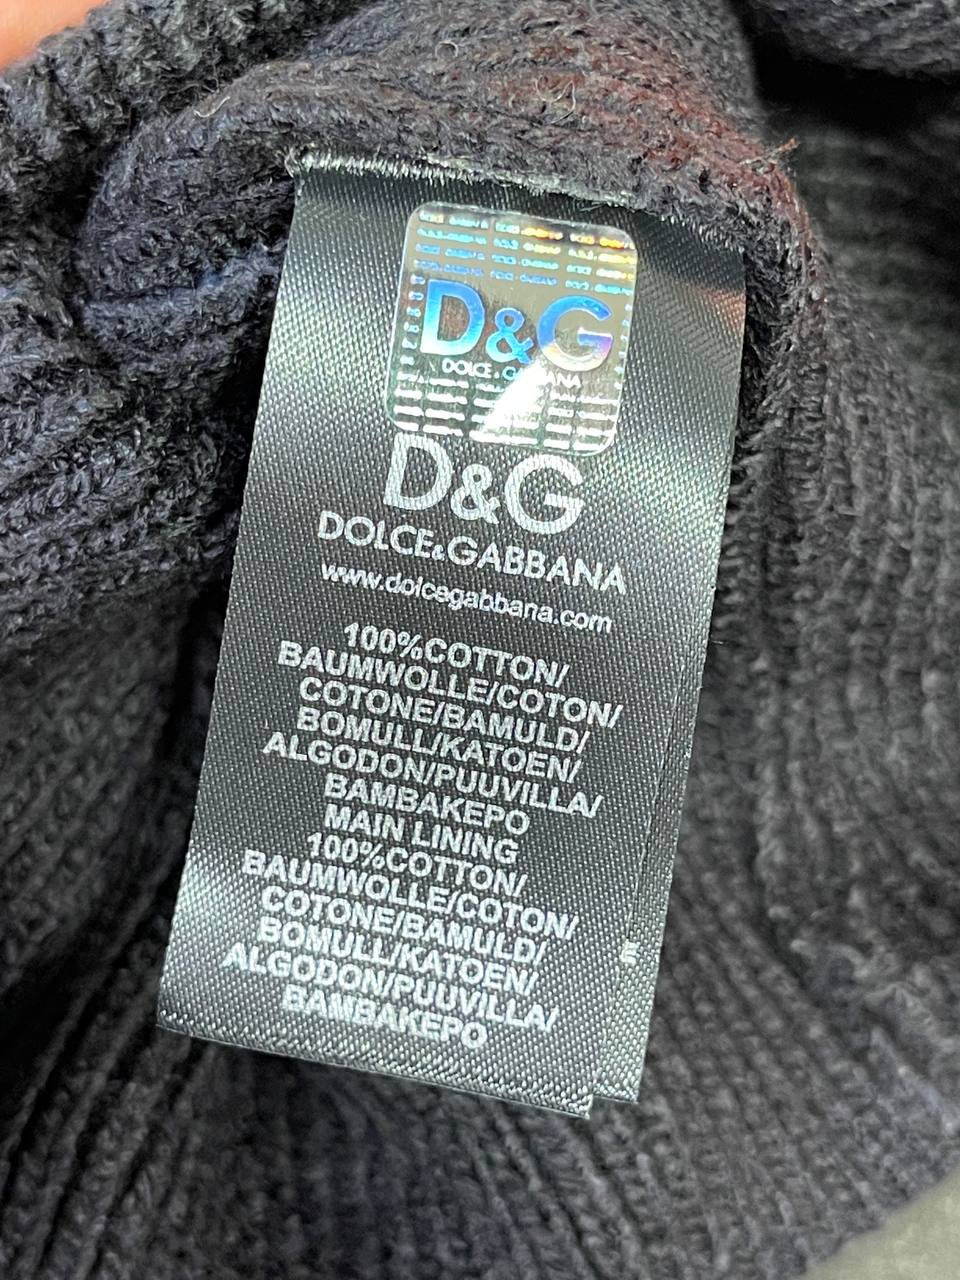 D&G
DOLCE & GABBANA
D&G
DOLCE&GABBANA
www.dolcegabbana.com
100%COTTON/
BAUMWOLLE/COTON/
COTONE/BAMULD/
BOMULL/KATOEN/
ALGODON/PUUVILLA/
BAMBAKEPO
MAIN LINING
100%COTTON/
BAUMWOLLE/COTON/
COTONE/BAMULD/
BOMULL/KATOEN/
ALGODON/PUUVILLA/
BAMBAKEPO